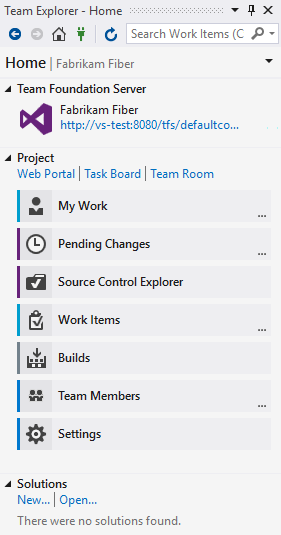 Team Explorer - Home
Search Work Items (C
Home | Fabrikam Fiber
Team Foundation Server
Fabrikam Fiber
http://vs-test:8080/tfs/defaultco...
Project
Web Portal | Task Board | Team Room
My Work
...
Pending Changes
...
Source Control Explorer
Work Items
...
Builds
Team Members
...
Settings
Solutions
New... | Open...
There were no solutions found.